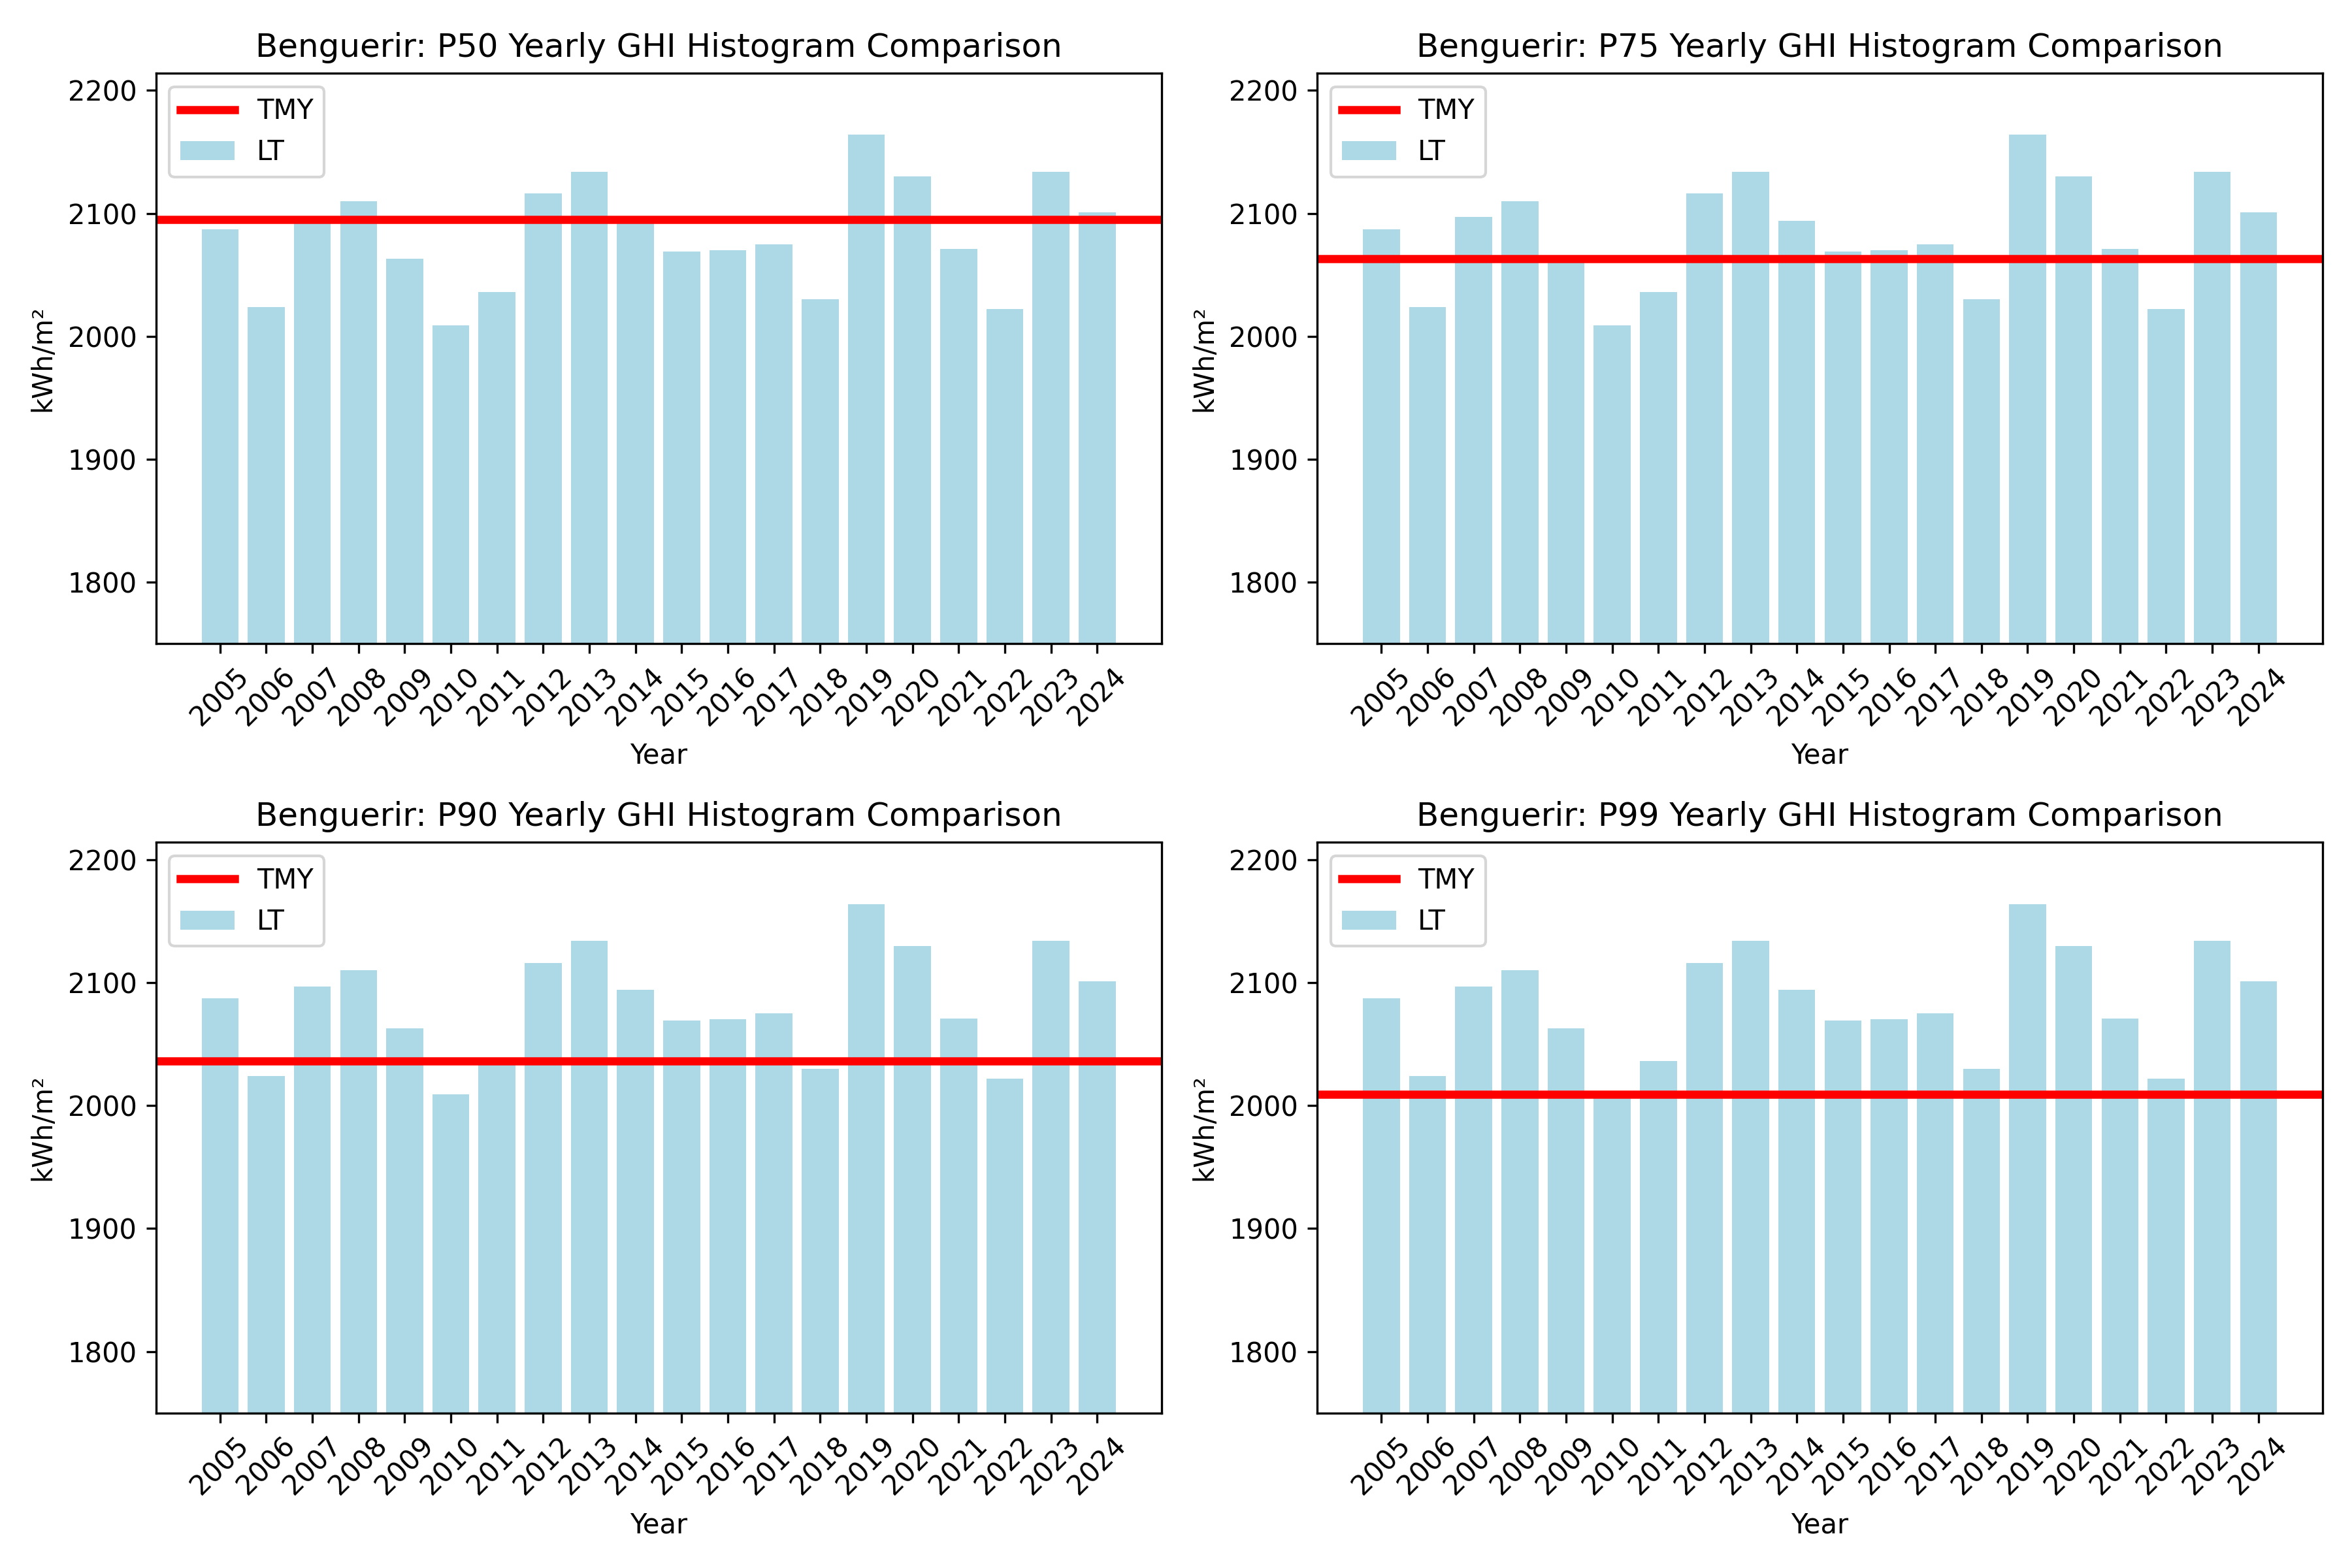 Benguerir: P50 Yearly GHI Histogram Comparison
2200
2100
2000
1900
1800
kWh/m²
TMY
LT
2005 2006 2007 2008 2009 2010 2011 2012 2013 2014 2015 2016 2017 2018 2019 2020 2021 2022 2023 2024
Year
Benguerir: P75 Yearly GHI Histogram Comparison
2200
2100
2000
1900
1800
kWh/m²
TMY
LT
2005 2006 2007 2008 2009 2010 2011 2012 2013 2014 2015 2016 2017 2018 2019 2020 2021 2022 2023 2024
Year
Benguerir: P90 Yearly GHI Histogram Comparison
2200
2100
2000
1900
1800
kWh/m²
TMY
LT
2005 2006 2007 2008 2009 2010 2011 2012 2013 2014 2015 2016 2017 2018 2019 2020 2021 2022 2023 2024
Year
Benguerir: P99 Yearly GHI Histogram Comparison
2200
2100
2000
1900
1800
kWh/m²
TMY
LT
2005 2006 2007 2008 2009 2010 2011 2012 2013 2014 2015 2016 2017 2018 2019 2020 2021 2022 2023 2024
Year